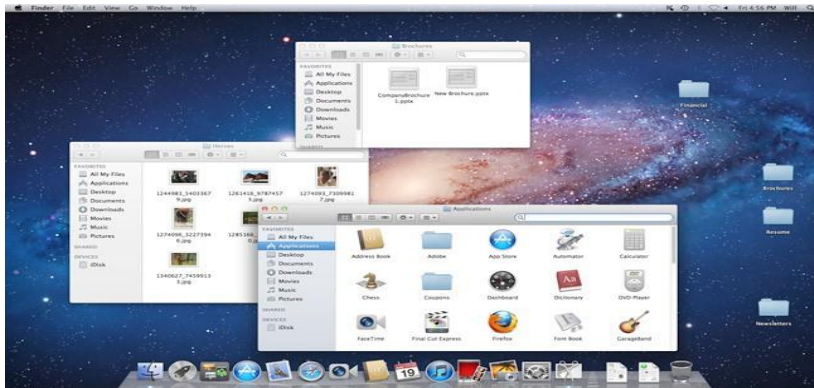 Finder File Edit View Go Window Help
Fri 4:56 PM Will
Brochures
FAVORITES
All My Files
Applications
Desktop
Documents
Downloads
Movies
Music
Pictures
CompanyBrochure
1.pptx
New Brochure.pptx
Financial
Brochures
Resume
Newsletters
Horses
FAVORITES
All My Files
Applications
Desktop
Documents
Downloads
Movies
Music
Pictures
SHARED
DEVICES
iDisk
Applications
FAVORITES
All My Files
Applications
Desktop
Documents
Downloads
Movies
Music
Pictures
SHARED
DEVICES
iDisk
Address Book Adobe App Store Automator Calculator
Chess Coupons Dashboard Dictionary DVD Player
FaceTime Final Cut Express Firefox Font Book GarageBand
Aa
19